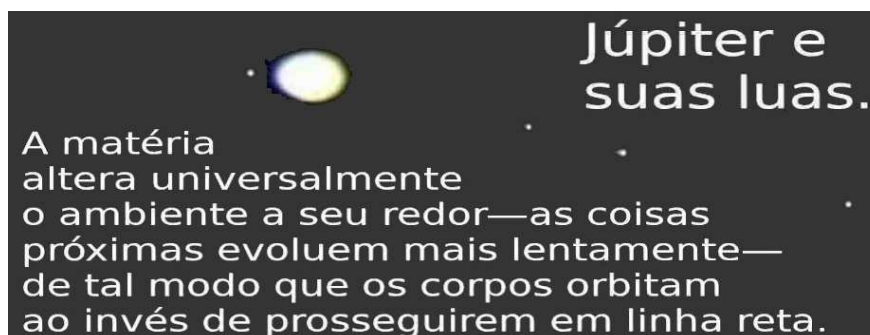 Júpiter e
suas luas.
A matéria
altera universalmente
o ambiente a seu redor—as coisas
próximas evoluem mais lentamente—
de tal modo que os corpos orbitam
ao invés de prosseguirem em linha reta.